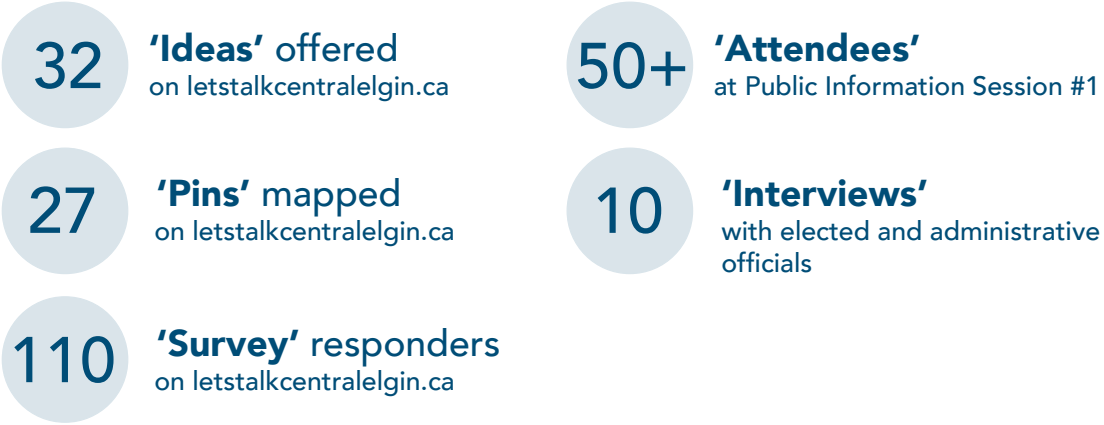 32
‘Ideas’ offered
on letstalkcentralelgin.ca
27
‘Pins’ mapped
on letstalkcentralelgin.ca
110
‘Survey’ responders
on letstalkcentralelgin.ca
50+
‘Attendees’
at Public Information Session #1
10
‘Interviews’
with elected and administrative
officials